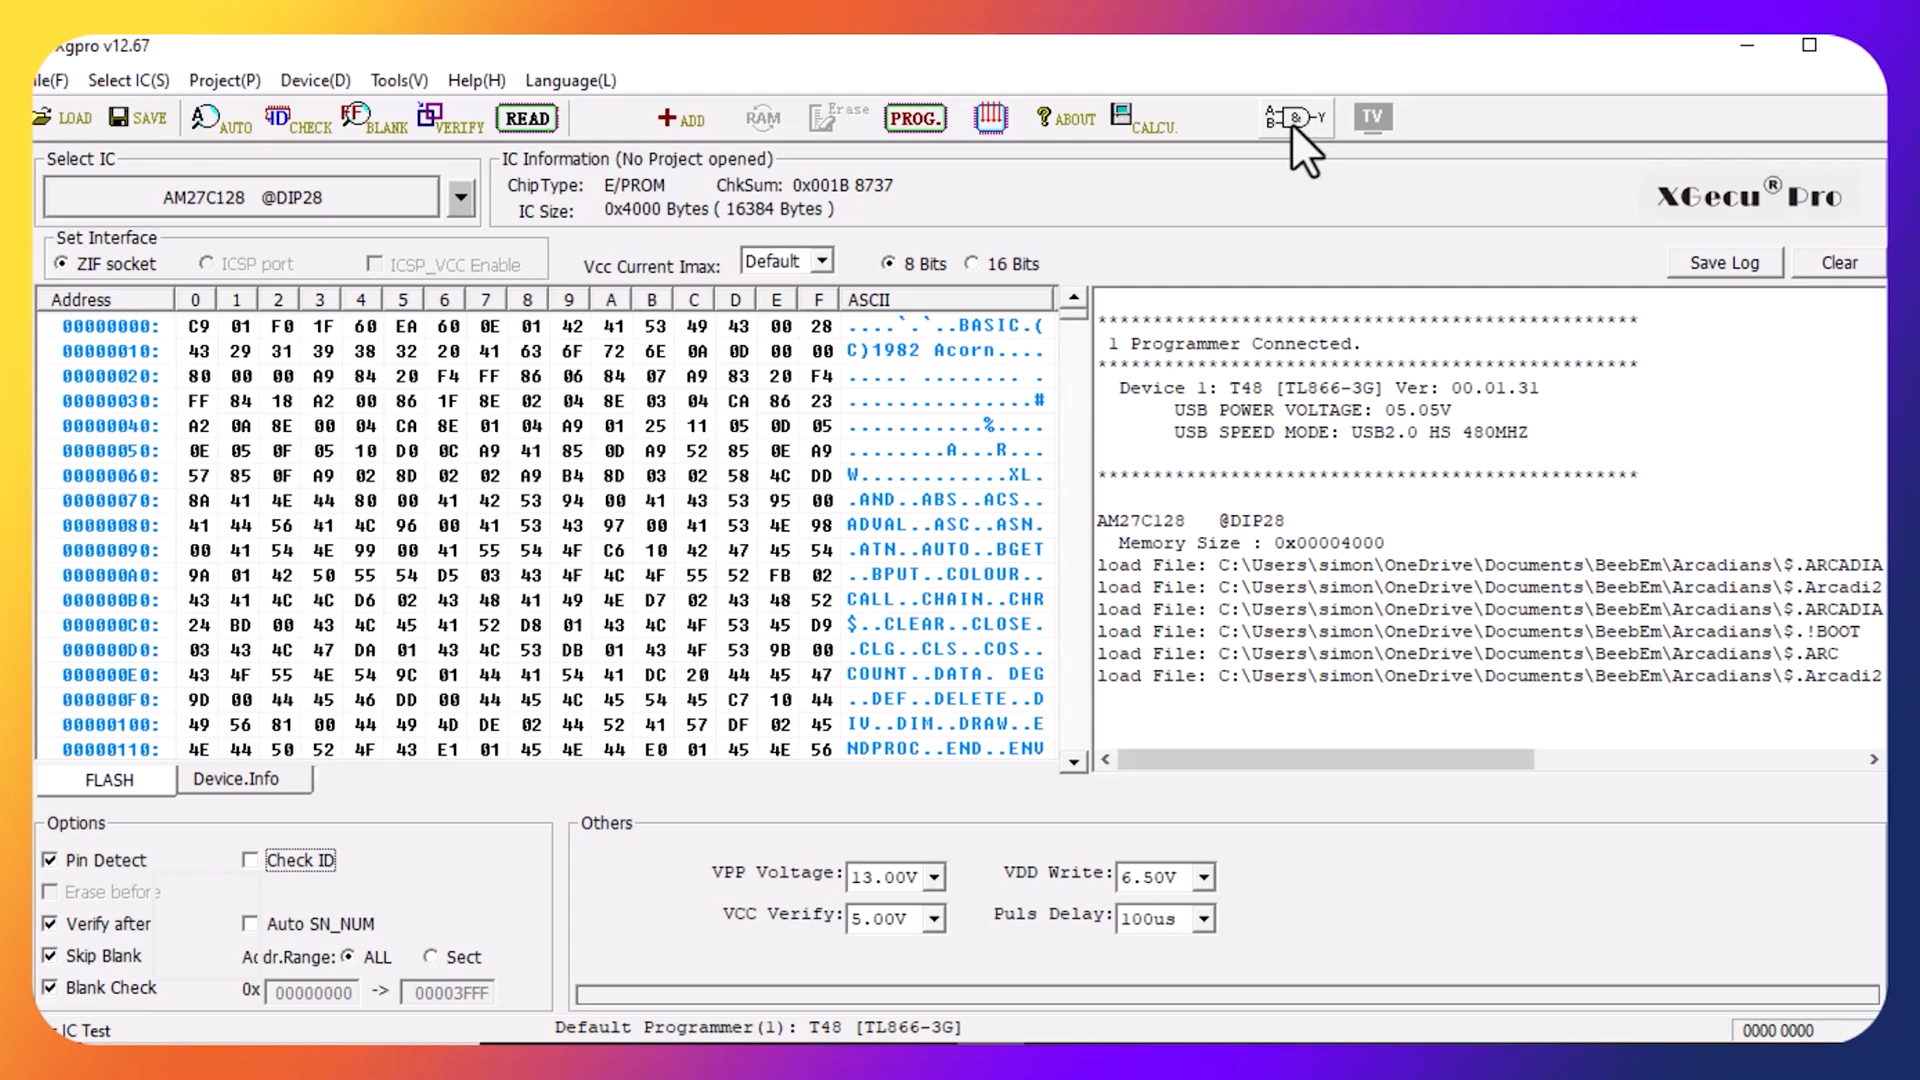 Xgpro v12.67
ile(F) Select IC(S) Project(P) Device(D) Tools(V) Help(H) Language(L)
LOAD SAVE AUTO CHECK BLANK VERIFY READ ADD RAM Erase PROG. ABOUT CALCU. A B & Y TV
Select IC
AM27C128 @DIP28
IC Information (No Project opened)
ChipType: E/PROM ChkSum: 0x001B 8737
IC Size: 0x4000 Bytes ( 16384 Bytes )
XGecu® Pro
Set Interface
ZIF socket ICSP port ICSP_VCC Enable
Vcc Current Imax: Default 8 Bits 16 Bits
Save Log Clear
Address 0 1 2 3 4 5 6 7 8 9 A B C D E F ASCII
00000000: C9 01 F0 1F 60 EA 60 0E 01 42 41 53 49 43 00 28 ....`.`..BASIC.(
00000010: 43 29 31 39 38 32 20 41 63 6F 72 6E 0A 0D 00 00 C)1982 Acorn....
00000020: 80 00 00 A9 84 20 F4 FF 86 06 84 07 A9 83 20 F4 ..... ........ .
00000030: FF 84 18 A2 00 86 1F 8E 02 04 8E 03 04 CA 86 23 ...............#
00000040: A2 0A 8E 00 04 CA 8E 01 04 A9 01 25 11 05 0D 05 ...........%....
00000050: 0E 05 0F 05 10 D0 0C A9 41 85 0D A9 52 85 0E A9 ........A...R...
00000060: 57 85 0F A9 02 8D 02 02 A9 B4 8D 03 02 58 4C DD W............XL.
00000070: 8A 41 4E 44 80 00 41 42 53 94 00 41 43 53 95 00 .AND..ABS..ACS..
00000080: 41 44 56 41 4C 96 00 41 53 43 97 00 41 53 4E 98 ADVAL..ASC..ASN.
00000090: 00 41 54 4E 99 00 41 55 54 4F C6 10 42 47 45 54 .ATN..AUTO..BGET
000000A0: 9A 01 42 50 55 54 D5 03 43 4F 4C 4F 55 52 FB 02 ..BPUT..COLOUR..
000000B0: 43 41 4C 4C D6 02 43 48 41 49 4E D7 02 43 48 52 CALL..CHAIN..CHR
000000C0: 24 BD 00 43 4C 45 41 52 D8 01 43 4C 4F 53 45 D9 $..CLEAR..CLOSE.
000000D0: 03 43 4C 47 DA 01 43 4C 53 DB 01 43 4F 53 9B 00 .CLG..CLS..COS..
000000E0: 43 4F 55 4E 54 9C 01 44 41 54 41 DC 20 44 45 47 COUNT..DATA. DEG
000000F0: 9D 00 44 45 46 DD 00 44 45 4C 45 54 45 C7 10 44 ..DEF..DELETE..D
00000100: 49 56 81 00 44 49 4D DE 02 44 52 41 57 DF 02 45 IV..DIM..DRAW..E
00000110: 4E 44 50 52 4F 43 E1 01 45 4E 44 E0 01 45 4E 56 NDPROC..END..ENV
*************************************************
1 Programmer Connected.
*************************************************
Device 1: T48 [TL866-3G] Ver: 00.01.31
USB POWER VOLTAGE: 05.05V
USB SPEED MODE: USB2.0 HS 480MHZ
*************************************************
AM27C128 @DIP28
Memory Size : 0x00004000
load File: C:\Users\simon\OneDrive\Documents\BeebEm\Arcadians\$.ARCADIA
load File: C:\Users\simon\OneDrive\Documents\BeebEm\Arcadians\$.Arcadi2
load File: C:\Users\simon\OneDrive\Documents\BeebEm\Arcadians\$.ARCADIA
load File: C:\Users\simon\OneDrive\Documents\BeebEm\Arcadians\$.!BOOT
load File: C:\Users\simon\OneDrive\Documents\BeebEm\Arcadians\$.ARC
load File: C:\Users\simon\OneDrive\Documents\BeebEm\Arcadians\$.Arcadi2
FLASH Device.Info
Options
Pin Detect Check ID
Erase before
Verify after Auto SN_NUM
Skip Blank Addr.Range: ALL Sect
Blank Check 0x 00000000 -> 00003FFF
Others
VPP Voltage: 13.00V VDD Write: 6.50V
VCC Verify: 5.00V Puls Delay: 100us
IC Test
Default Programmer(1): T48 [TL866-3G]
0000 0000